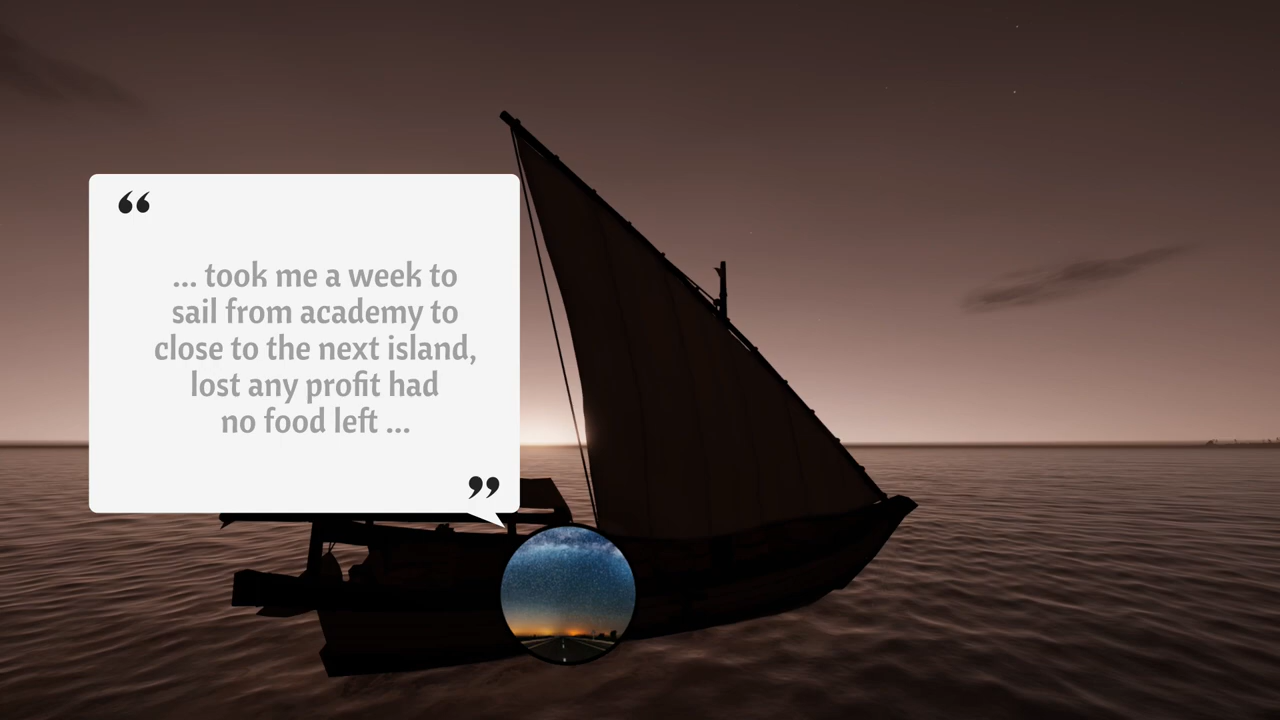 “
... took me a week to
sail from academy to
close to the next island,
lost any profit had
no food left ...
”